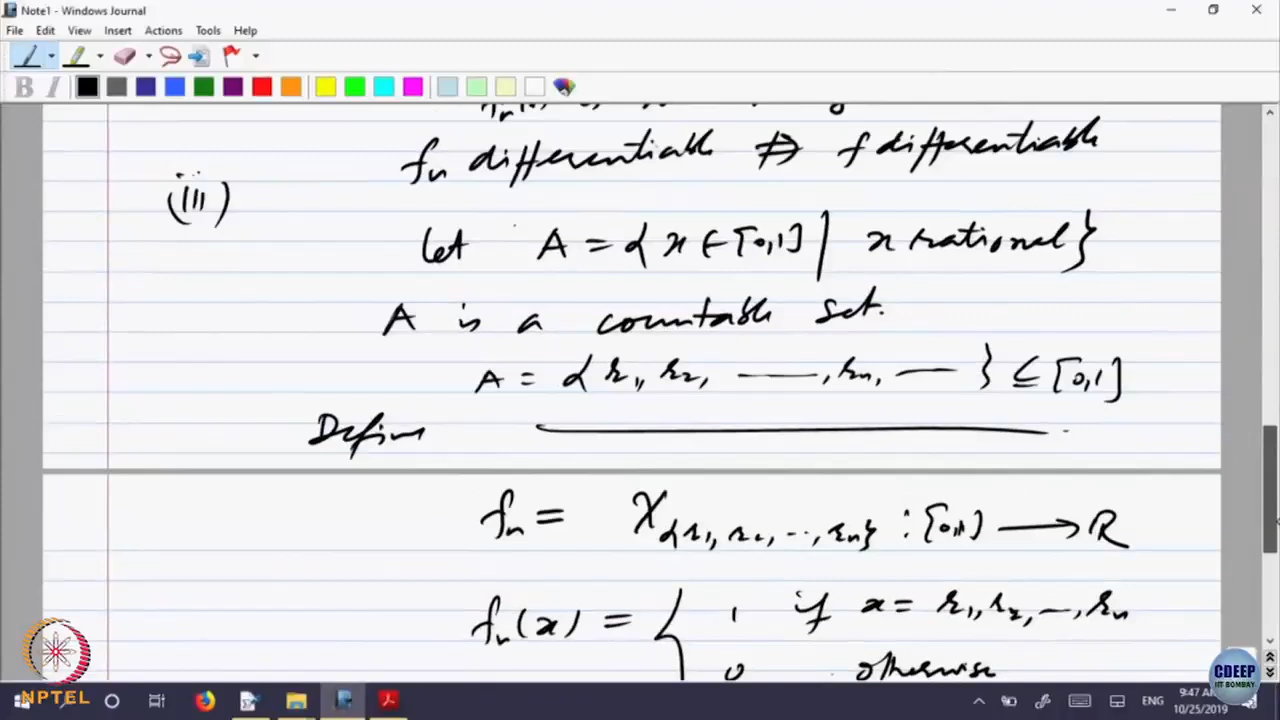 Note1 - Windows Journal
File Edit View Insert Actions Tools Help
B I
fn differentiable ⇏ f differentiable
(iii)
Let A = { x ∈ [0,1] | x rational }
A is a countable set.
A = { r1, r2, ——, rn, — } ⊆ [0,1]
Define
fn = χ{r1, r2, ..., rn} : [0,1] ⟶ ℝ
fn(x) = { 1 if x = r1, r2, —, rn
0 otherwise
NPTEL
CDEEP
IIT BOMBAY
ENG
9:47 AM
10/25/2019